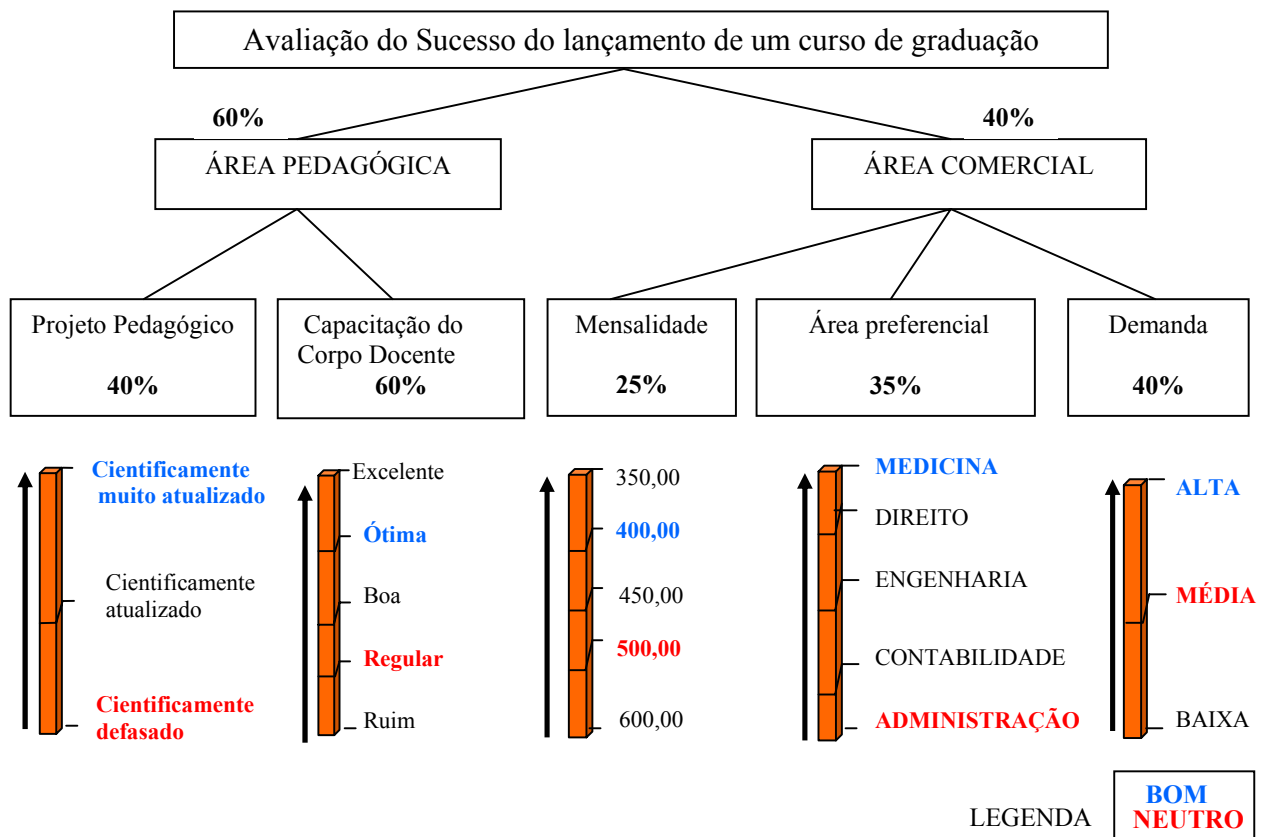 Avaliação do Sucesso do lançamento de um curso de graduação
60%
40%
ÁREA PEDAGÓGICA
ÁREA COMERCIAL
Projeto Pedagógico
40%
Capacitação do
Corpo Docente
60%
Mensalidade
25%
Área preferencial
35%
Demanda
40%
Cientificamente
muito atualizado
Cientificamente
atualizado
Cientificamente
defasado
Excelente
Ótima
Boa
Regular
Ruim
350,00
400,00
450,00
500,00
600,00
MEDICINA
DIREITO
ENGENHARIA
CONTABILIDADE
ADMINISTRAÇÃO
ALTA
MÉDIA
BAIXA
LEGENDA
BOM
NEUTRO